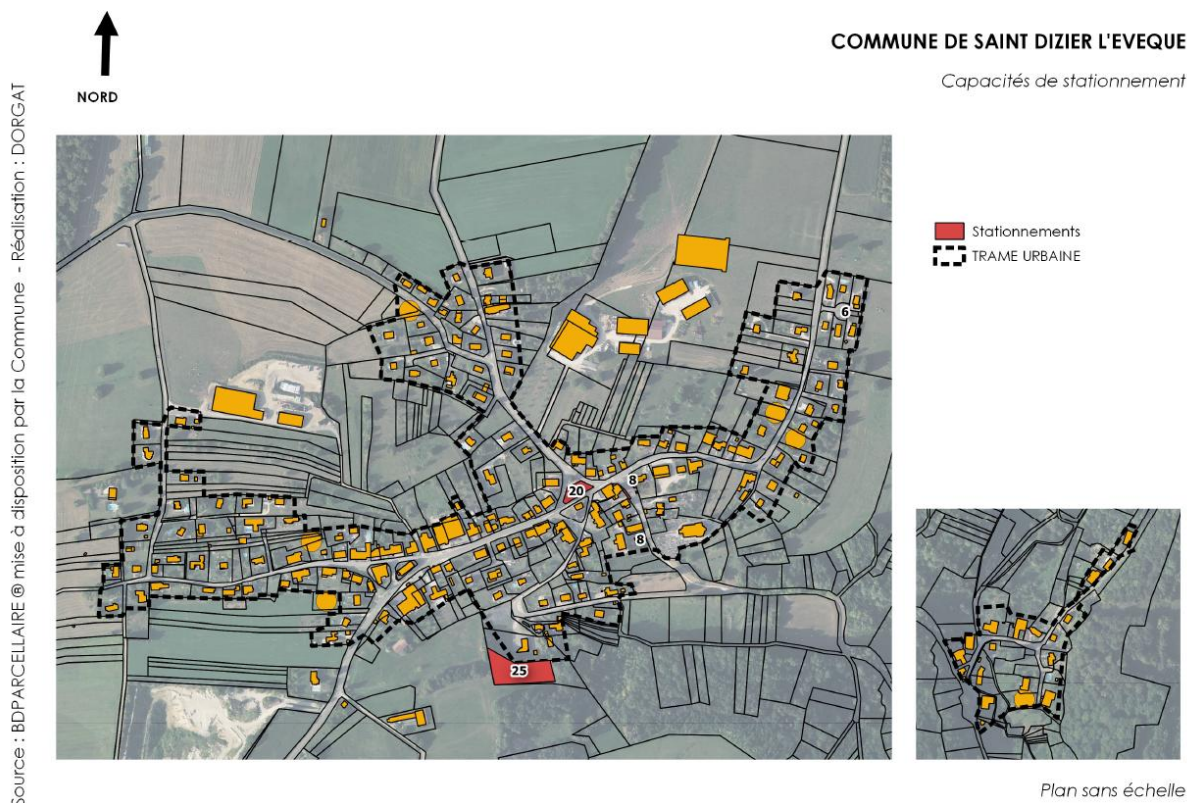 COMMUNE DE SAINT DIZIER L'EVEQUE
Capacités de stationnement
NORD
Stationnements
TRAME URBAINE
6
20
8
8
25
Plan sans échelle
Source : BDPARCELLAIRE ® mise à disposition par la Commune - Réalisation : DORGAT